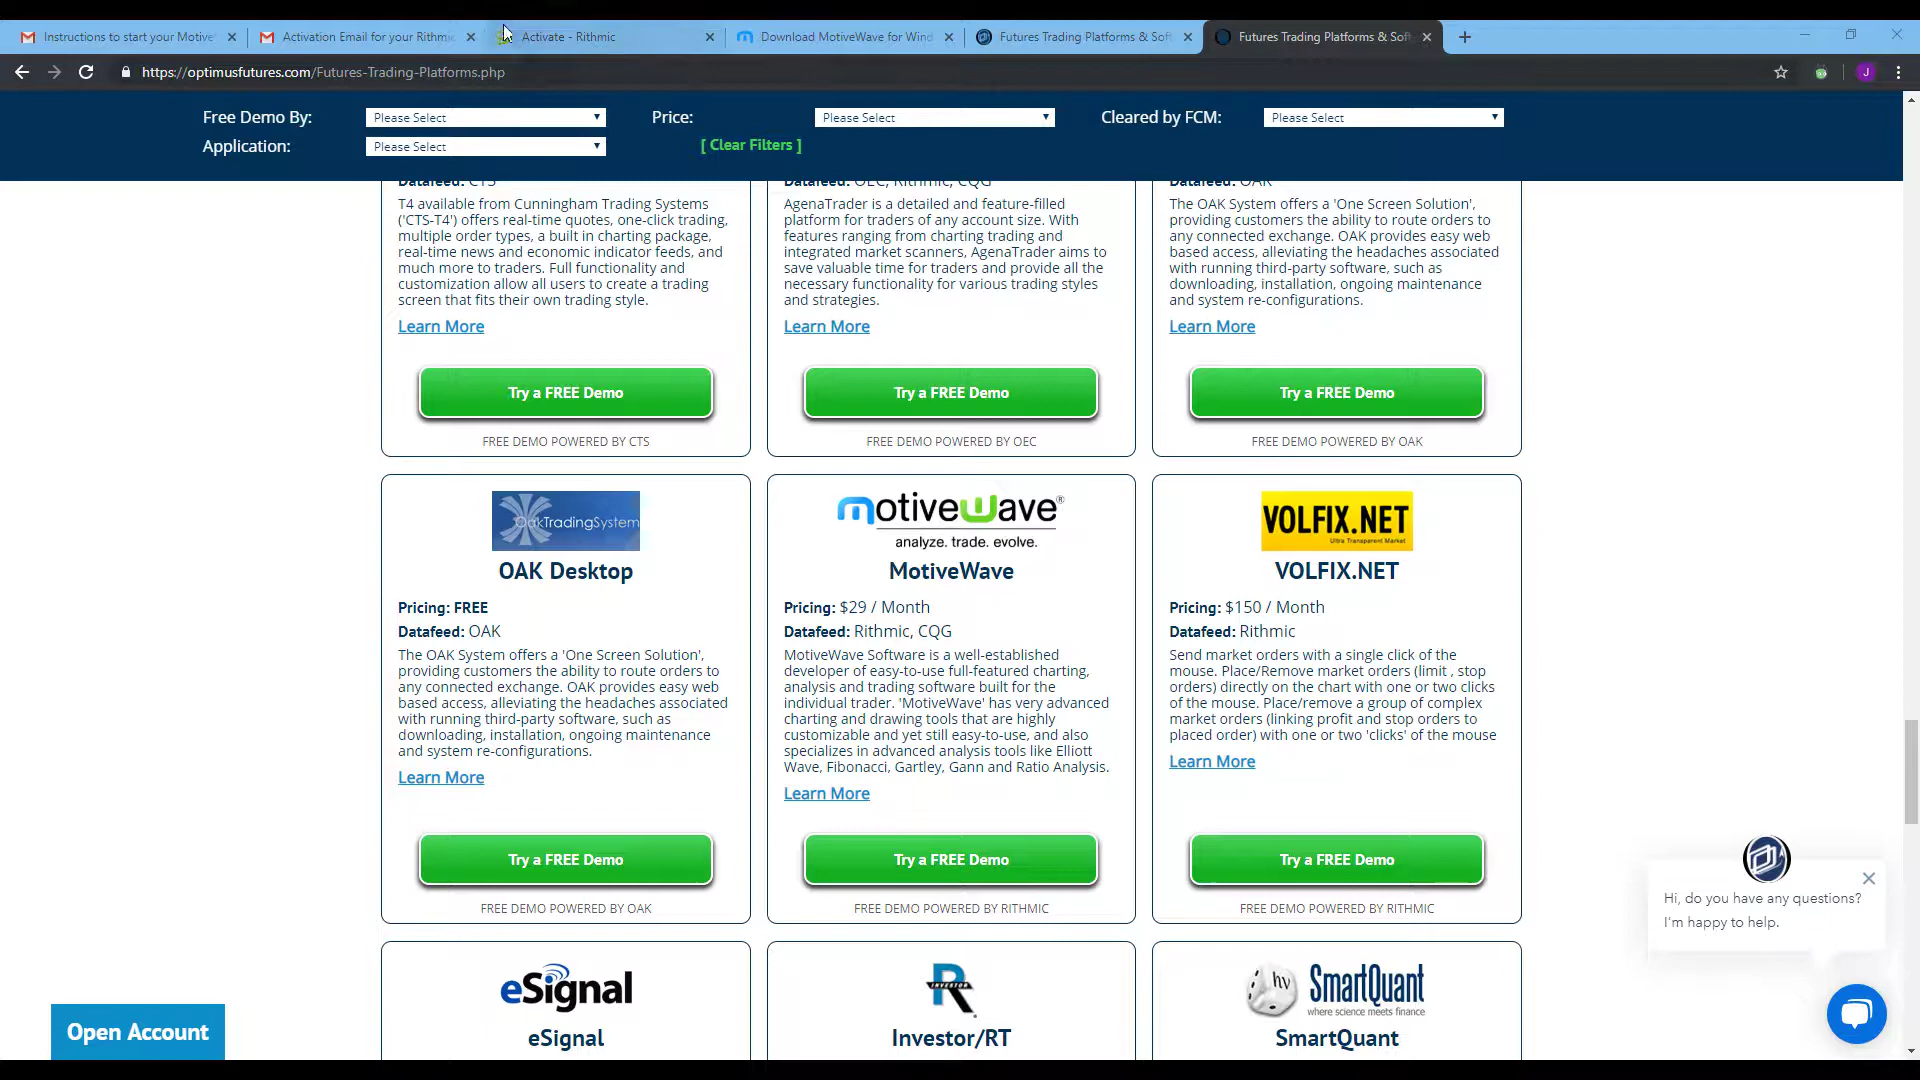 Instructions to start your Motive
Activation Email for your Rithmic
Activate - Rithmic
Download MotiveWave for Wind
Futures Trading Platforms & Soft
Futures Trading Platforms & Soft
J
https://optimusfutures.com/Futures-Trading-Platforms.php
Free Demo By:
Please Select
Price:
Please Select
Cleared by FCM:
Please Select
Application:
Please Select
[ Clear Filters ]
Datafeed: CTS
T4 available from Cunningham Trading Systems
('CTS-T4') offers real-time quotes, one-click trading,
multiple order types, a built in charting package,
real-time news and economic indicator feeds, and
much more to traders. Full functionality and
customization allow all users to create a trading
screen that fits their own trading style.
Learn More
Try a FREE Demo
FREE DEMO POWERED BY CTS
Datafeed: OEC, Rithmic, CQG
AgenaTrader is a detailed and feature-filled
platform for traders of any account size. With
features ranging from charting trading and
integrated market scanners, AgenaTrader aims to
save valuable time for traders and provide all the
necessary functionality for various trading styles
and strategies.
Learn More
Try a FREE Demo
FREE DEMO POWERED BY OEC
Datafeed: OAK
The OAK System offers a 'One Screen Solution',
providing customers the ability to route orders to
any connected exchange. OAK provides easy web
based access, alleviating the headaches associated
with running third-party software, such as
downloading, installation, ongoing maintenance
and system re-configurations.
Learn More
Try a FREE Demo
FREE DEMO POWERED BY OAK
OakTradingSystem
OAK Desktop
Pricing: FREE
Datafeed: OAK
The OAK System offers a 'One Screen Solution',
providing customers the ability to route orders to
any connected exchange. OAK provides easy web
based access, alleviating the headaches associated
with running third-party software, such as
downloading, installation, ongoing maintenance
and system re-configurations.
Learn More
Try a FREE Demo
FREE DEMO POWERED BY OAK
motivewave®
analyze. trade. evolve.
MotiveWave
Pricing: $29 / Month
Datafeed: Rithmic, CQG
MotiveWave Software is a well-established
developer of easy-to-use full-featured charting,
analysis and trading software built for the
individual trader. 'MotiveWave' has very advanced
charting and drawing tools that are highly
customizable and yet still easy-to-use, and also
specializes in advanced analysis tools like Elliott
Wave, Fibonacci, Gartley, Gann and Ratio Analysis.
Learn More
Try a FREE Demo
FREE DEMO POWERED BY RITHMIC
VOLFIX.NET
Ultra Transparent Market
VOLFIX.NET
Pricing: $150 / Month
Datafeed: Rithmic
Send market orders with a single click of the
mouse. Place/Remove market orders (limit , stop
orders) directly on the chart with one or two clicks
of the mouse. Place/remove a group of complex
market orders (linking profit and stop orders to
placed order) with one or two 'clicks' of the mouse
Learn More
Try a FREE Demo
FREE DEMO POWERED BY RITHMIC
eSignal
eSignal
R
INVESTOR
Investor/RT
hv
SmartQuant
where science meets finance
SmartQuant
Hi, do you have any questions?
I'm happy to help.
Open Account